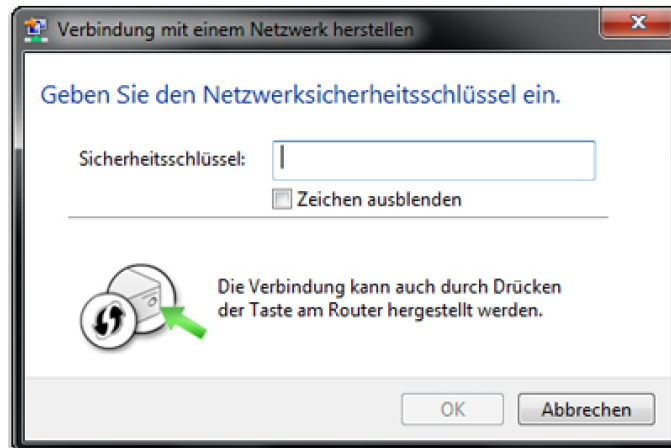 Verbindung mit einem Netzwerk herstellen
Geben Sie den Netzwerksicherheitsschlüssel ein.
Sicherheitsschlüssel:
Zeichen ausblenden
Die Verbindung kann auch durch Drücken
der Taste am Router hergestellt werden.
OK
Abbrechen